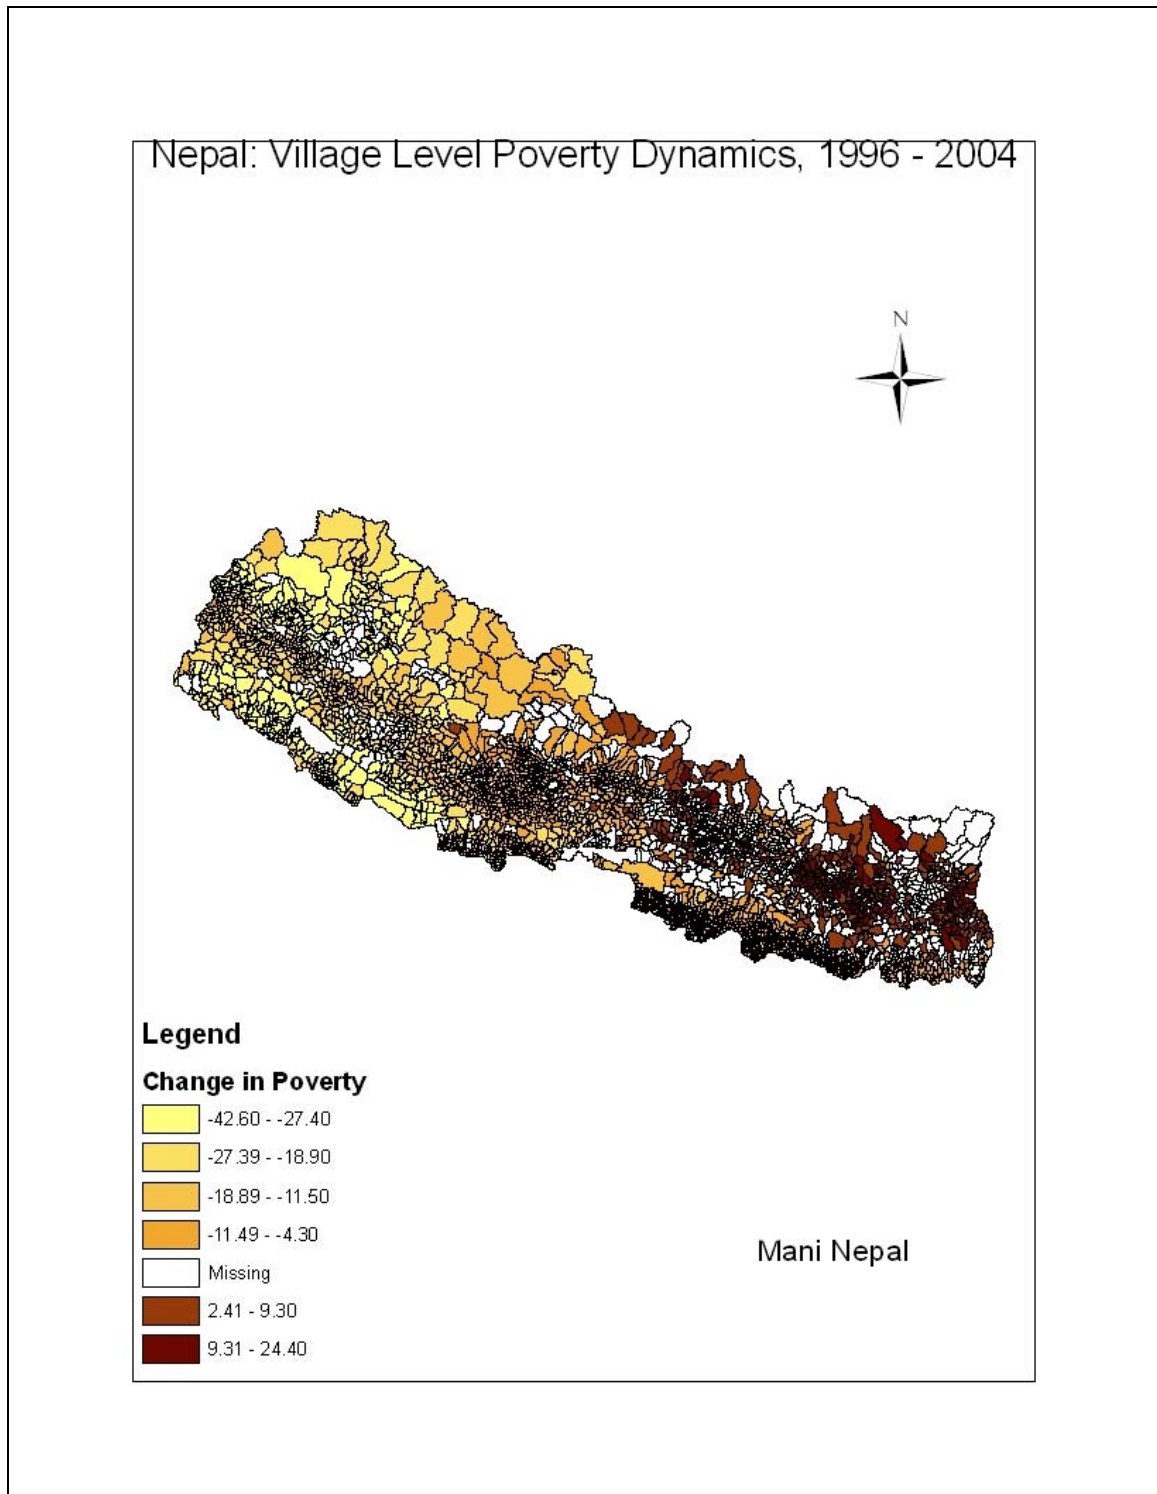 Nepal: Village Level Poverty Dynamics, 1996 - 2004
N
Legend
Change in Poverty
-42.60 - -27.40
-27.39 - -18.90
-18.89 - -11.50
-11.49 - -4.30
Missing
2.41 - 9.30
9.31 - 24.40
Mani Nepal